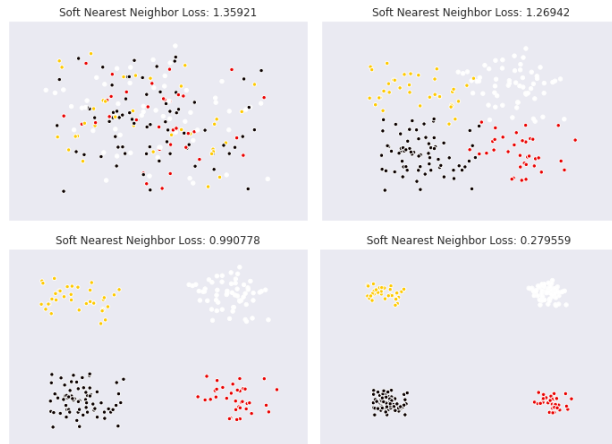 Soft Nearest Neighbor Loss: 1.35921
Soft Nearest Neighbor Loss: 1.26942
Soft Nearest Neighbor Loss: 0.990778
Soft Nearest Neighbor Loss: 0.279559